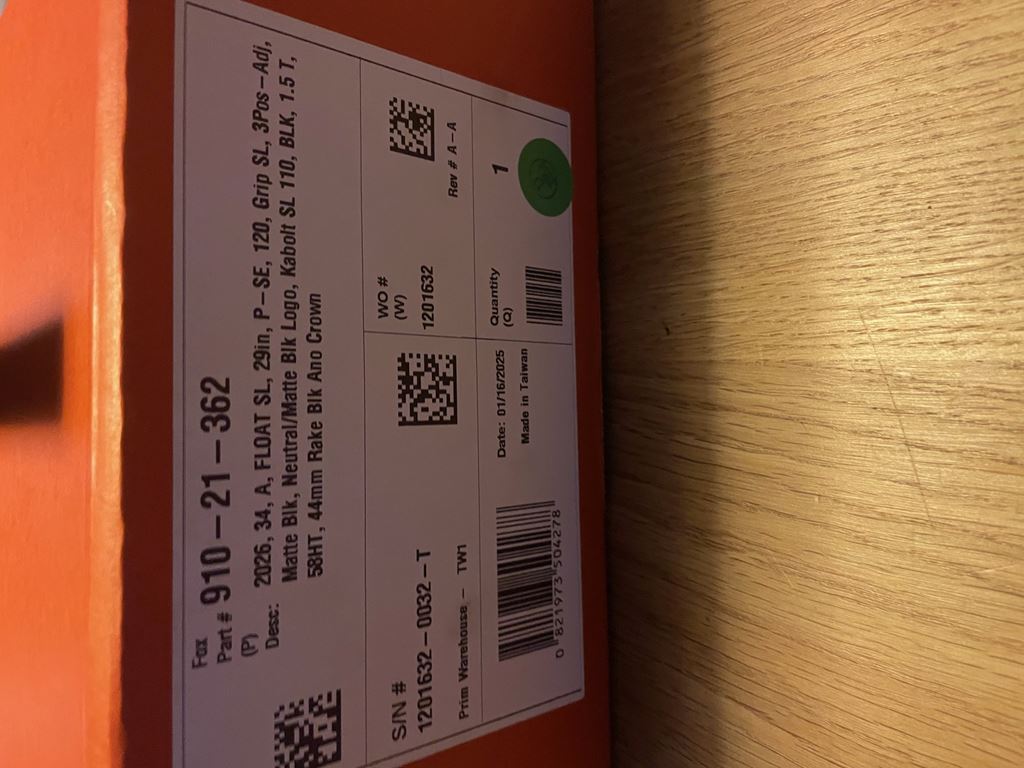 Fox
Part # 910-21-362
(P)
Desc: 2026, 34, A, FLOAT SL, 29in, P-SE, 120, Grip SL, 3Pos-Adj,
Matte Blk, Neutral/Matte Blk Logo, Kabolt SL 110, BLK, 1.5 T,
58HT, 44mm Rake Blk Ano Crown
S/N #
1201632-0032-T
Prim Warehouse - TW1
WO #
(W)
1201632
Rev # A-A
0 821973 504278
Date: 01/16/2025
Made in Taiwan
Quantity
(Q)
1